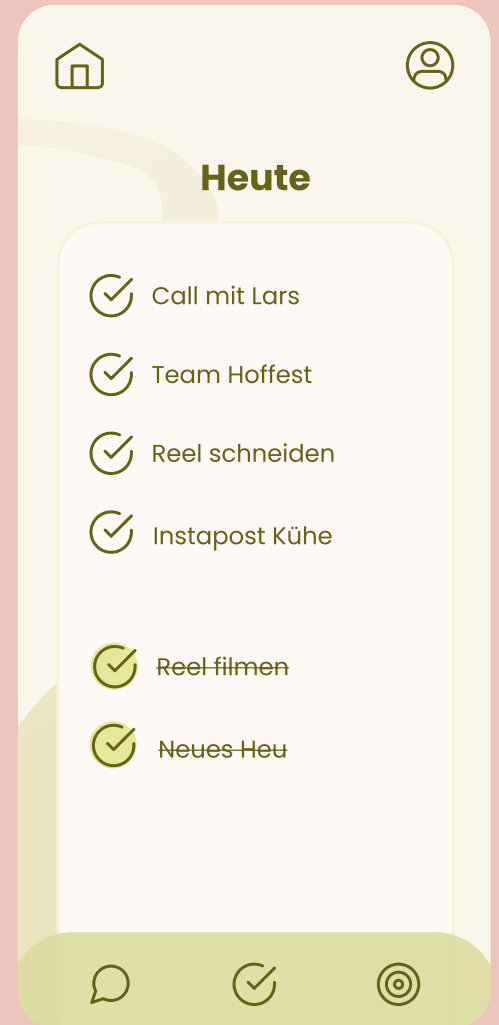 Heute
Call mit Lars
Team Hoffest
Reel schneiden
Instapost Kühe
Reel filmen
Neues Heu